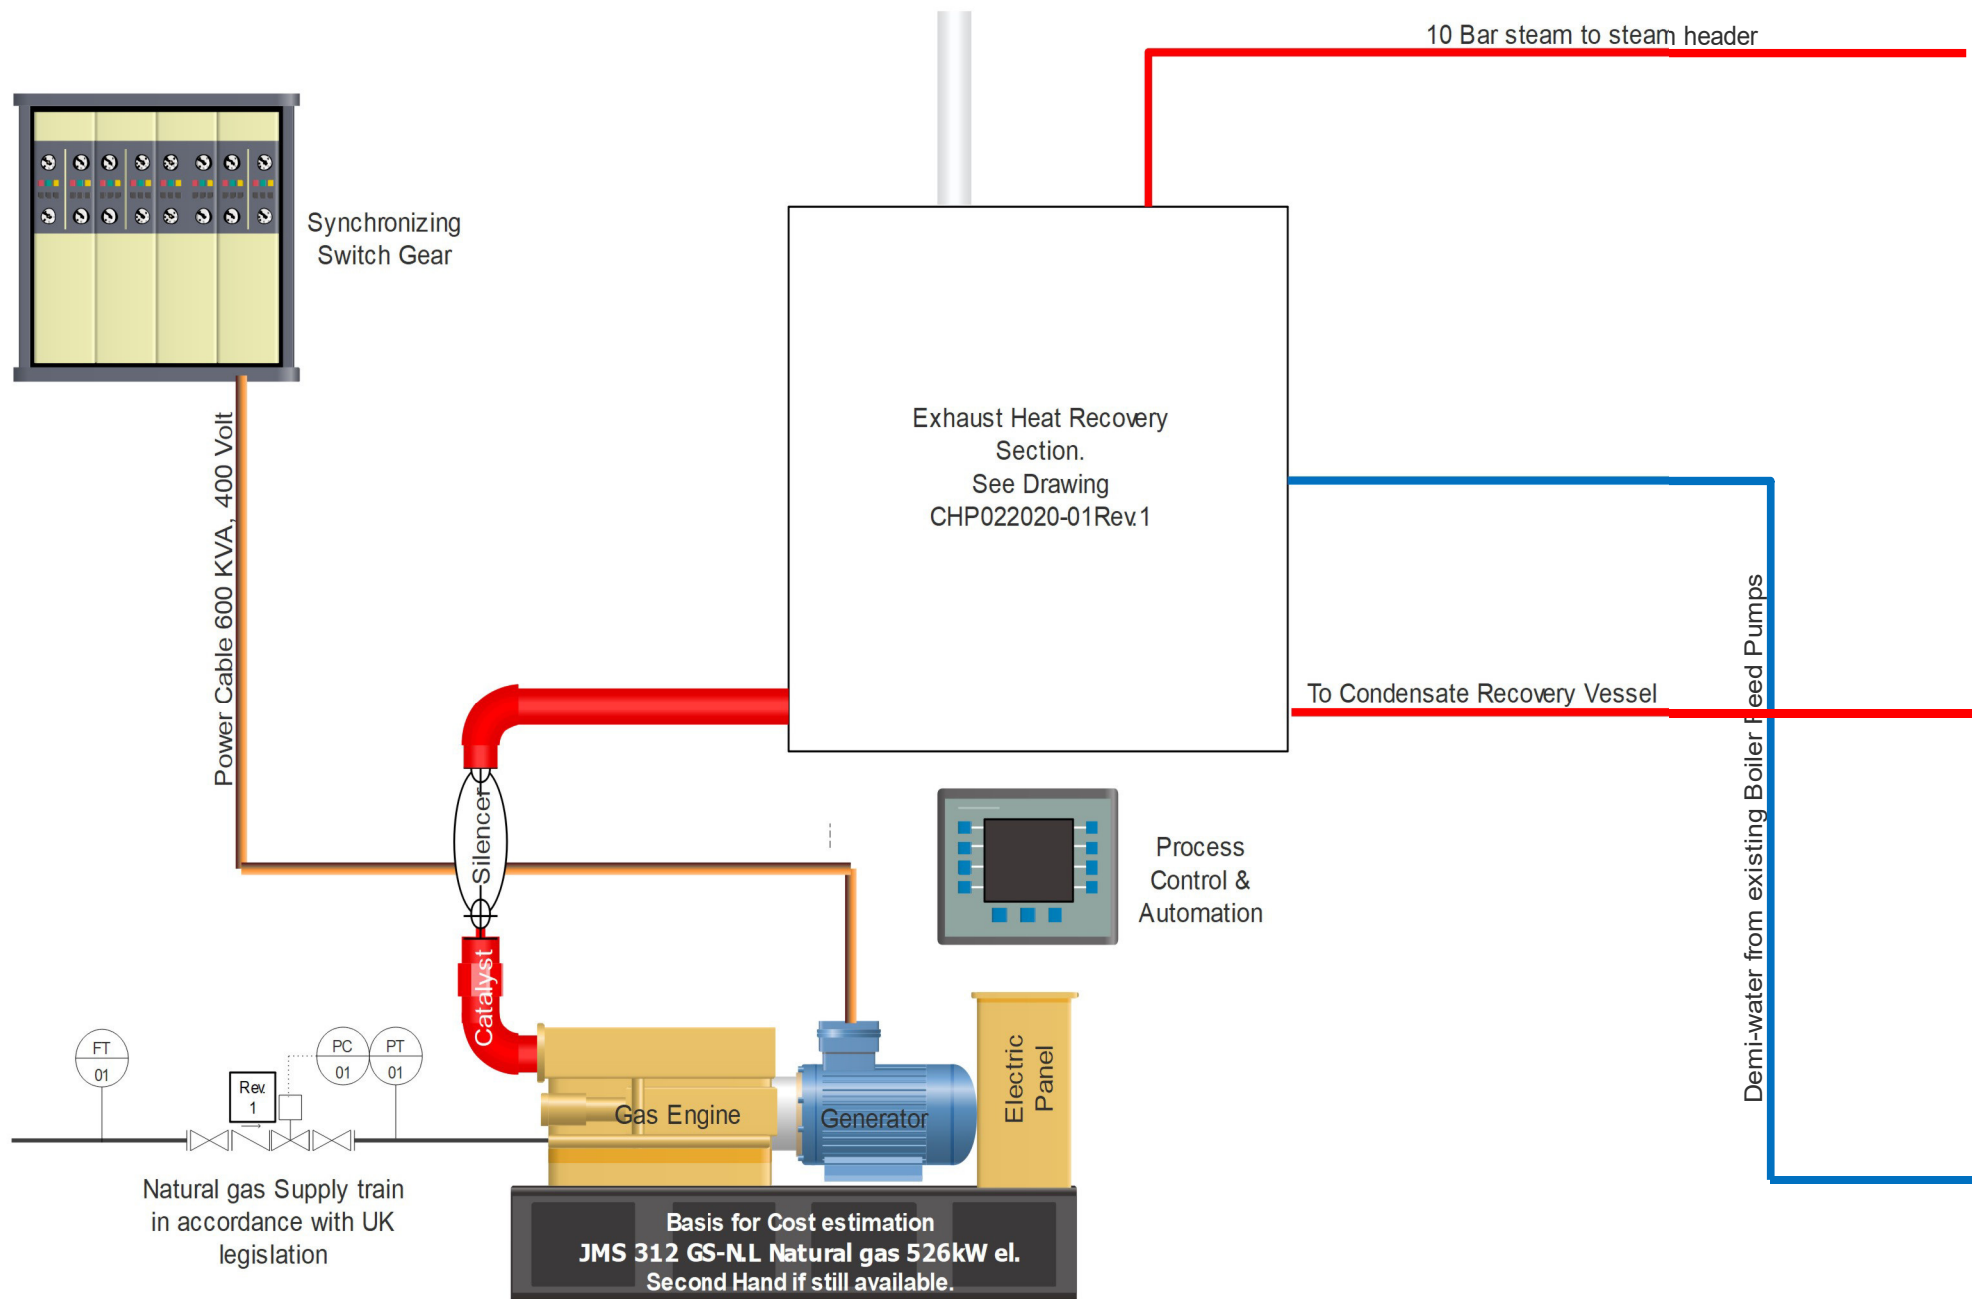 10 Bar steam to steam header
Synchronizing
Switch Gear
Exhaust Heat Recovery
Section.
See Drawing
CHP022020-01Rev.1
Power Cable 600 KVA, 400 Volt
To Condensate Recovery Vessel
Demi-water from existing Boiler Feed Pumps
Silencer
Process
Control &
Automation
Catalyst
FT
01
PC
01
PT
01
Rev.
1
Gas Engine
Generator
Electric
Panel
Natural gas Supply train
in accordance with UK
legislation
Basis for Cost estimation
JMS 312 GS-N.L Natural gas 526kW el.
Second Hand if still available.